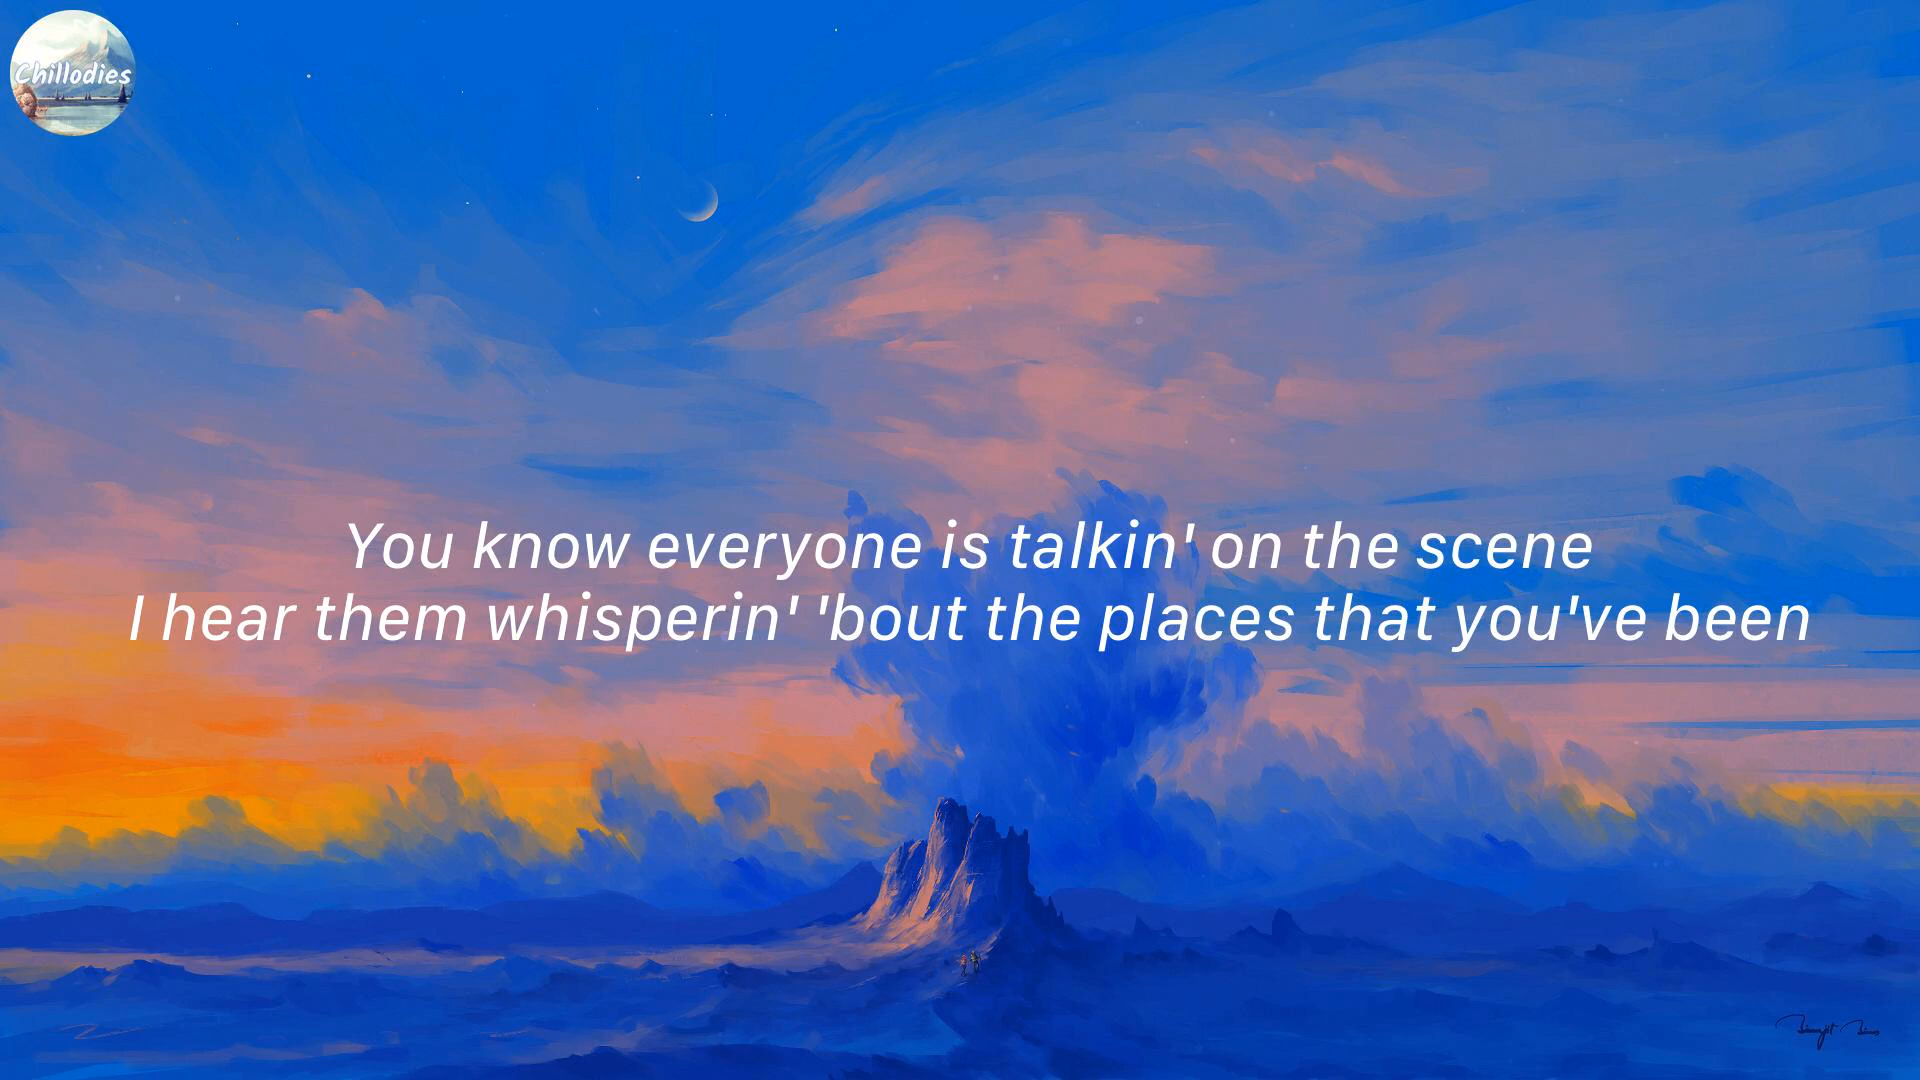 Chillodies
You know everyone is talkin' on the scene
I hear them whisperin' 'bout the places that you've been